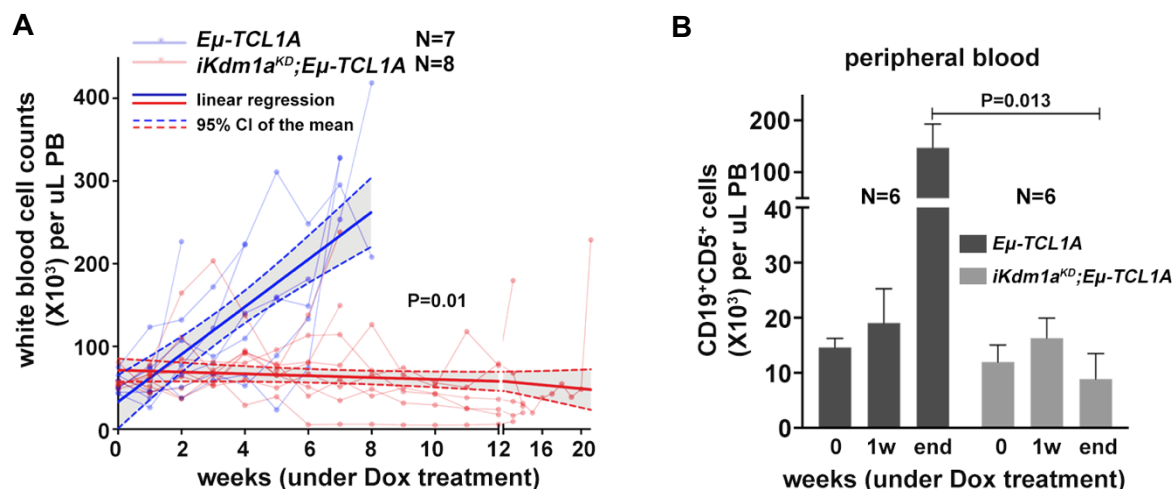 A
Eμ-TCL1A N=7
iKdm1aKD;Eμ-TCL1A N=8
linear regression
95% CI of the mean
white blood cell counts
(X10³) per uL PB
400
300
200
100
0
P=0.01
0 2 4 6 8 10 12 16 20
weeks (under Dox treatment)
B
peripheral blood
P=0.013
CD19⁺CD5⁺ cells
(X10³) per uL PB
200
150
100
40
30
20
10
0
N=6 N=6
Eμ-TCL1A
iKdm1aKD;Eμ-TCL1A
0 1w end 0 1w end
weeks (under Dox treatment)